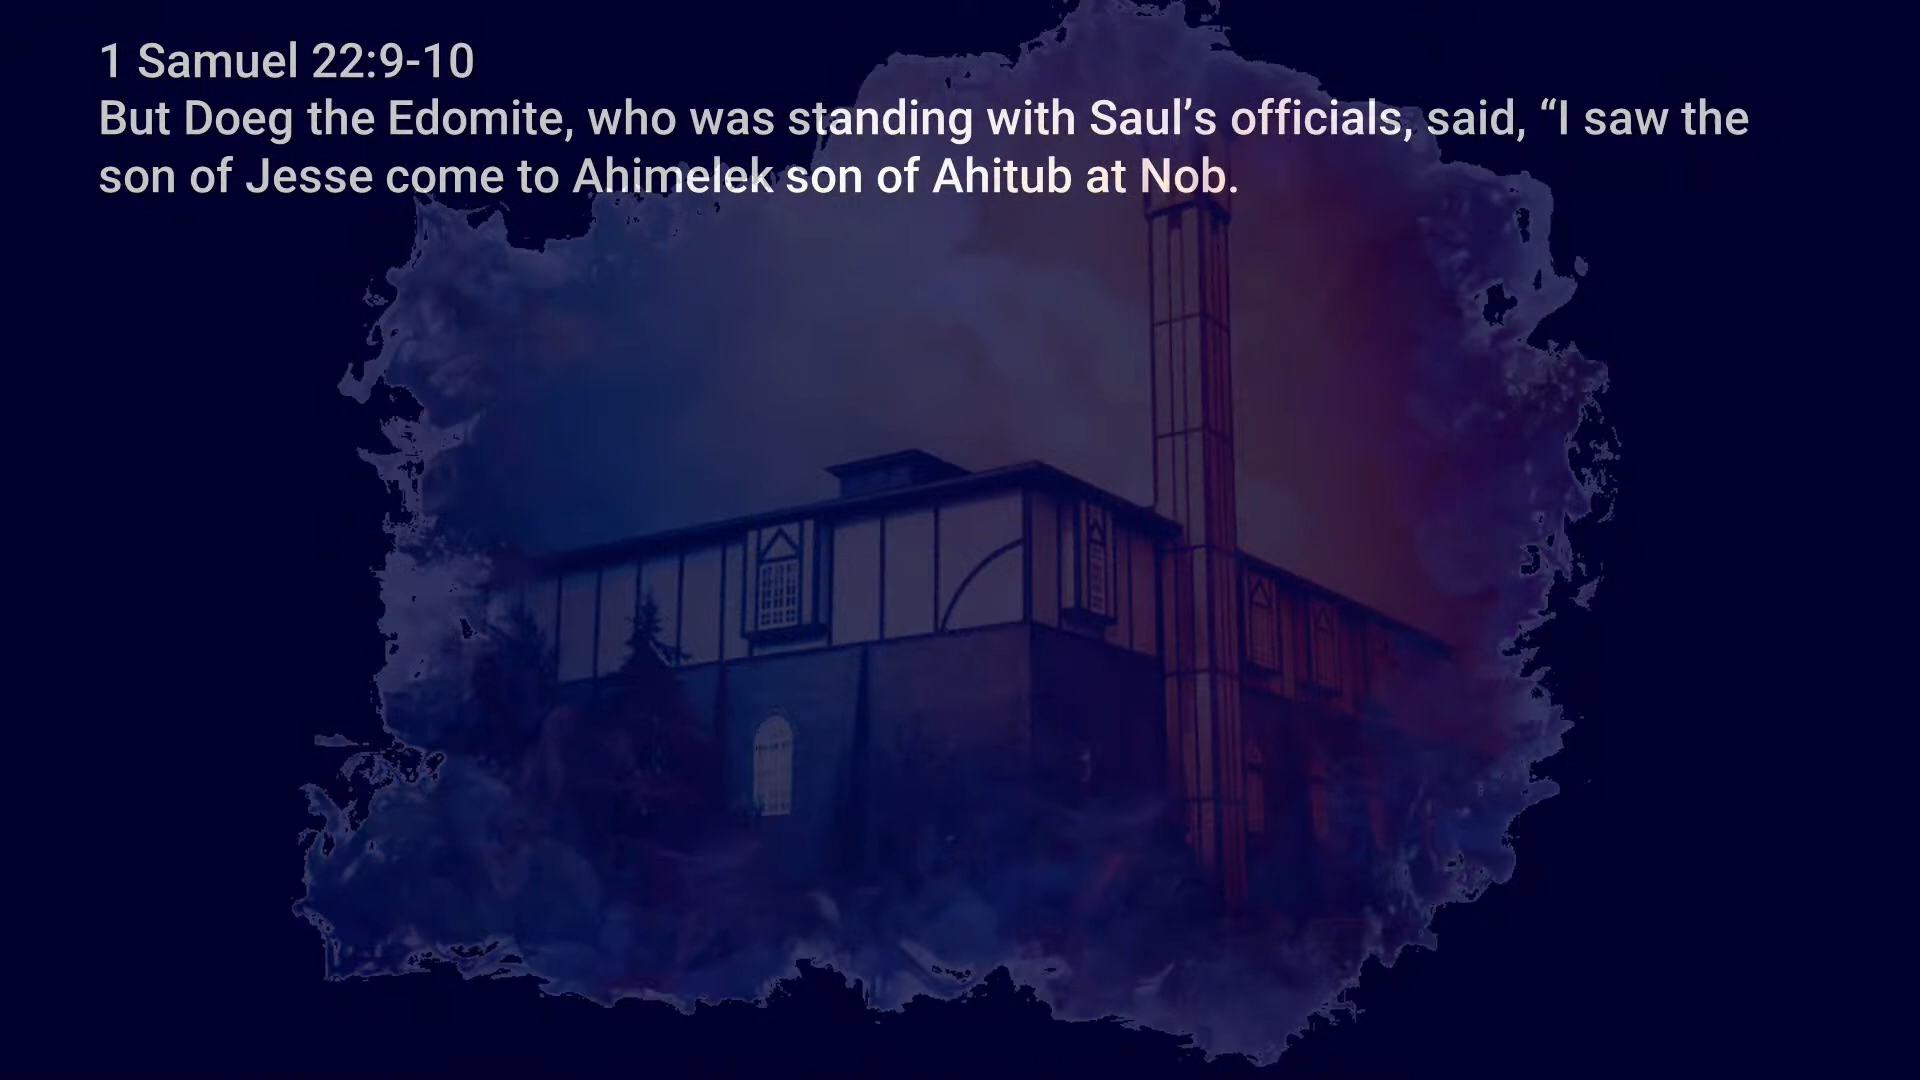 1 Samuel 22:9-10
But Doeg the Edomite, who was standing with Saul’s officials, said, “I saw the
son of Jesse come to Ahimelek son of Ahitub at Nob.